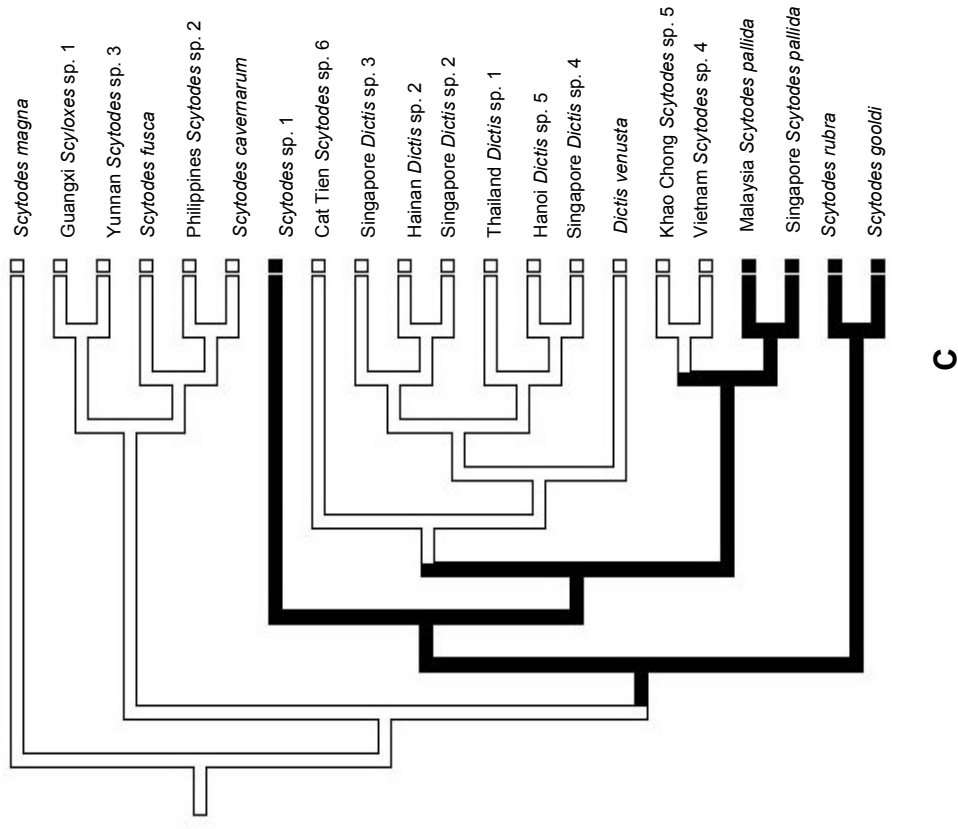 Scytodes magna
Guangxi Scyloxes sp. 1
Yunnan Scytodes sp. 3
Scytodes fusca
Philippines Scytodes sp. 2
Scytodes cavernarum
Scytodes sp. 1
Cat Tien Scytodes sp. 6
Singapore Dictis sp. 3
Hainan Dictis sp. 2
Singapore Dictis sp. 2
Thailand Dictis sp. 1
Hanoi Dictis sp. 5
Singapore Dictis sp. 4
Dictis venusta
Khao Chong Scytodes sp. 5
Vietnam Scytodes sp. 4
Malaysia Scytodes pallida
Singapore Scytodes pallida
Scytodes rubra
Scytodes gooldi
C